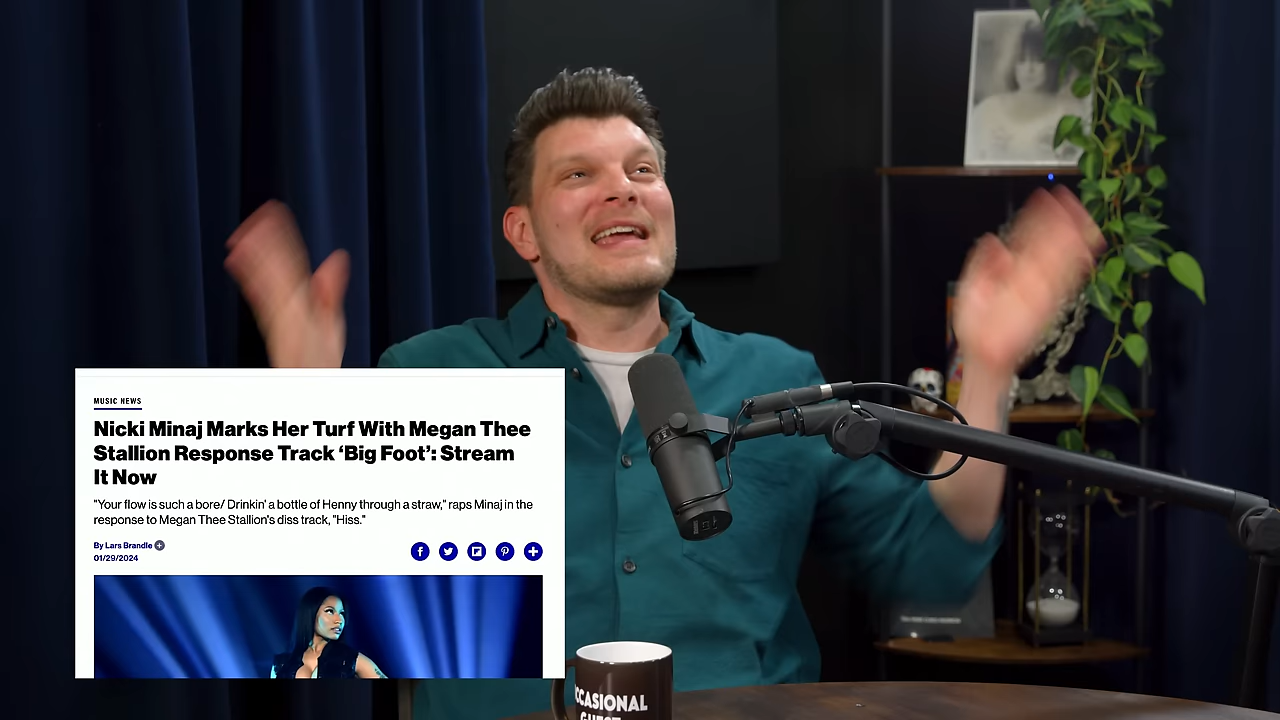 MUSIC NEWS
Nicki Minaj Marks Her Turf With Megan Thee
Stallion Response Track ‘Big Foot’: Stream
It Now
"Your flow is such a bore/ Drinkin' a bottle of Henny through a straw," raps Minaj in the
response to Megan Thee Stallion's diss track, "Hiss."
By Lars Brandle
01/29/2024
CCASIONAL
GUEST